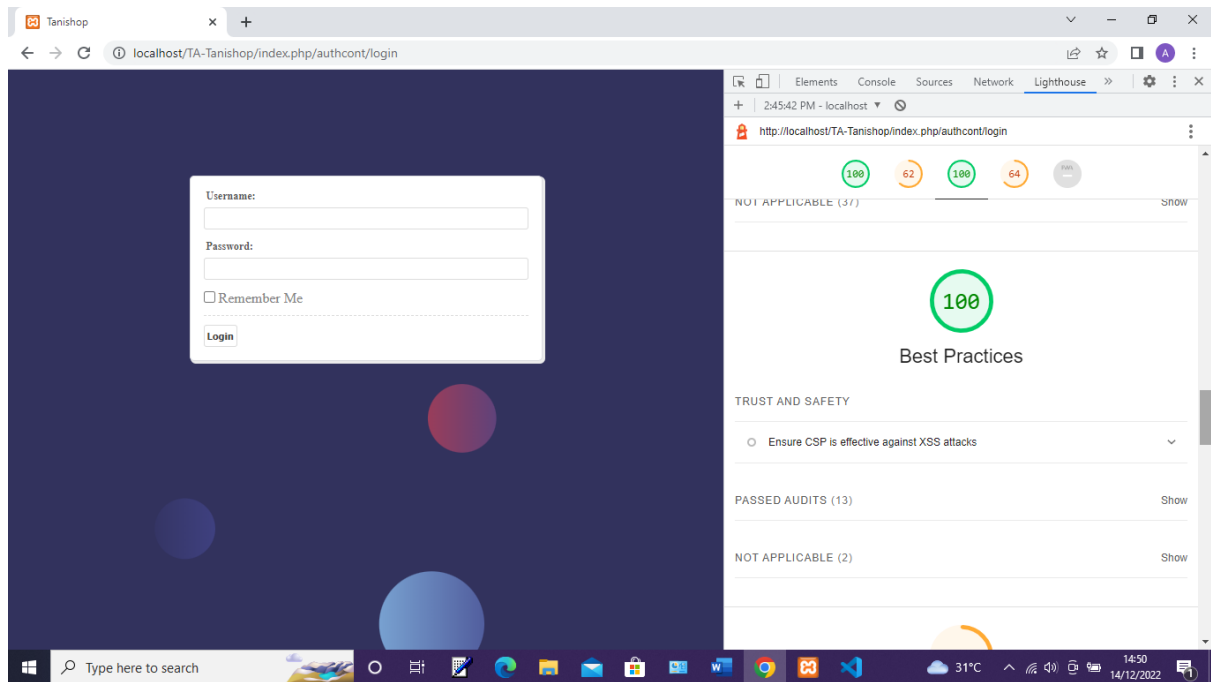 Tanishop
localhost/TA-Tanishop/index.php/authcont/login
A
Username:
Password:
Remember Me
Login
Elements Console Sources Network Lighthouse
2:45:42 PM - localhost
http://localhost/TA-Tanishop/index.php/authcont/login
100 62 100 64
NOT APPLICABLE (37) Show
100
Best Practices
TRUST AND SAFETY
Ensure CSP is effective against XSS attacks
PASSED AUDITS (13) Show
NOT APPLICABLE (2) Show
Type here to search
31°C
14:50
14/12/2022
1